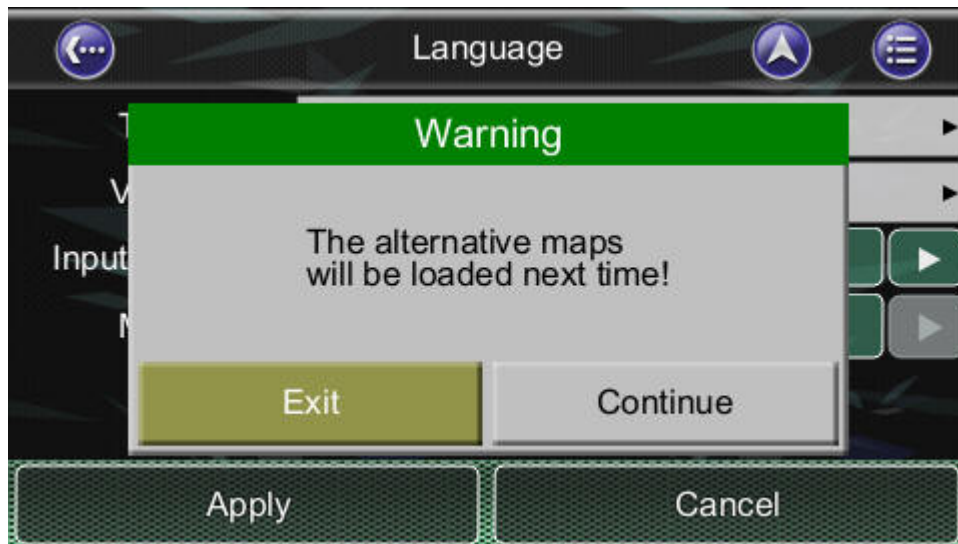 Language
Warning
Input
The alternative maps
will be loaded next time!
Exit
Continue
Apply
Cancel